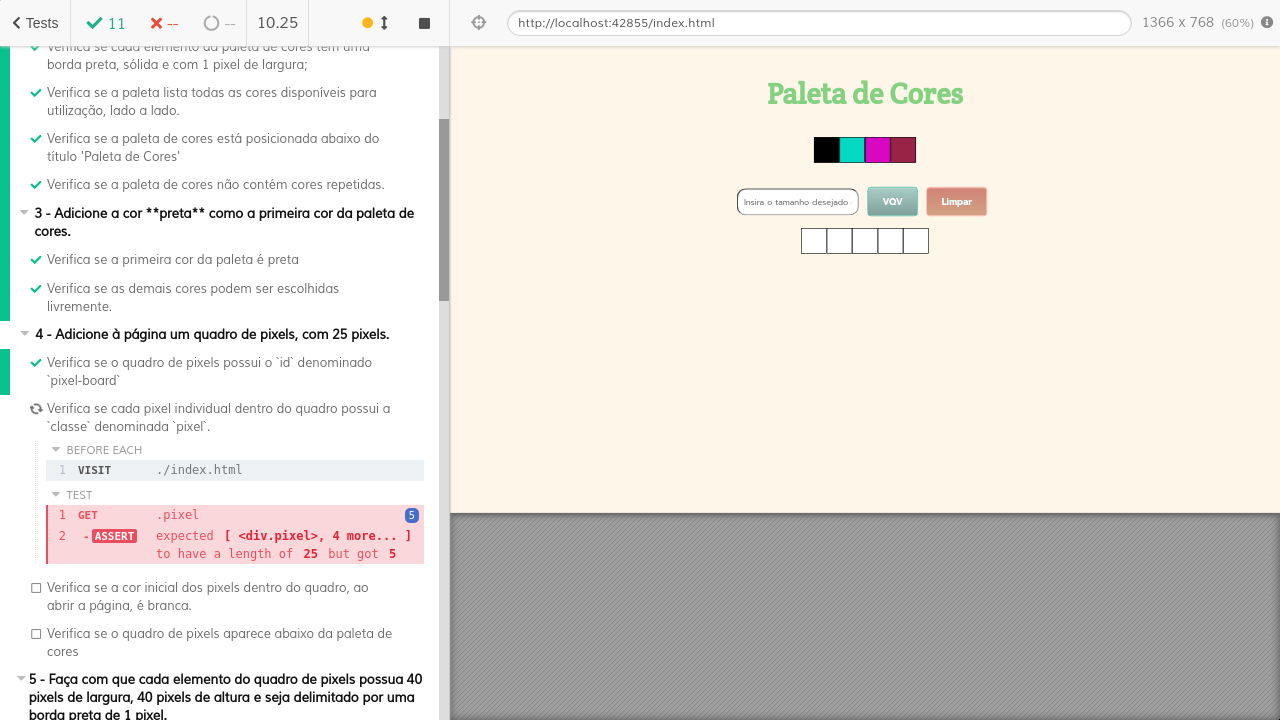 Tests
11
--
--
10.25
http://localhost:42855/index.html
1366 x 768 (60%)
Verifica se cada elemento da paleta de cores tem uma
borda preta, sólida e com 1 pixel de largura;
Verifica se a paleta lista todas as cores disponíveis para
utilização, lado a lado.
Verifica se a paleta de cores está posicionada abaixo do
título 'Paleta de Cores'
Verifica se a paleta de cores não contém cores repetidas.
3 - Adicione a cor **preta** como a primeira cor da paleta de
cores.
Verifica se a primeira cor da paleta é preta
Verifica se as demais cores podem ser escolhidas
livremente.
4 - Adicione à página um quadro de pixels, com 25 pixels.
Verifica se o quadro de pixels possui o `id` denominado
`pixel-board`
Verifica se cada pixel individual dentro do quadro possui a
`classe` denominada `pixel`.
BEFORE EACH
1 VISIT ./index.html
TEST
1 GET .pixel 5
2 -ASSERT expected [ <div.pixel>, 4 more... ]
to have a length of 25 but got 5
Verifica se a cor inicial dos pixels dentro do quadro, ao
abrir a página, é branca.
Verifica se o quadro de pixels aparece abaixo da paleta de
cores
5 - Faça com que cada elemento do quadro de pixels possua 40
pixels de largura, 40 pixels de altura e seja delimitado por uma
borda preta de 1 pixel.
Paleta de Cores
Insira o tamanho desejado
VQV
Limpar